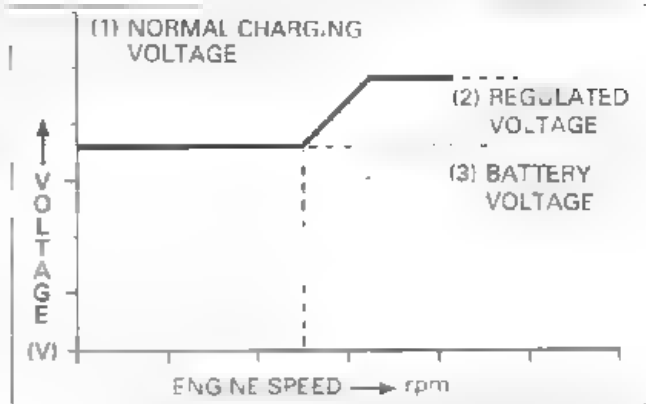 (1) NORMAL CHARGING
VOLTAGE
(2) REGULATED
VOLTAGE
(3) BATTERY
VOLTAGE
VOLTAGE
(V)
ENGINE SPEED → rpm